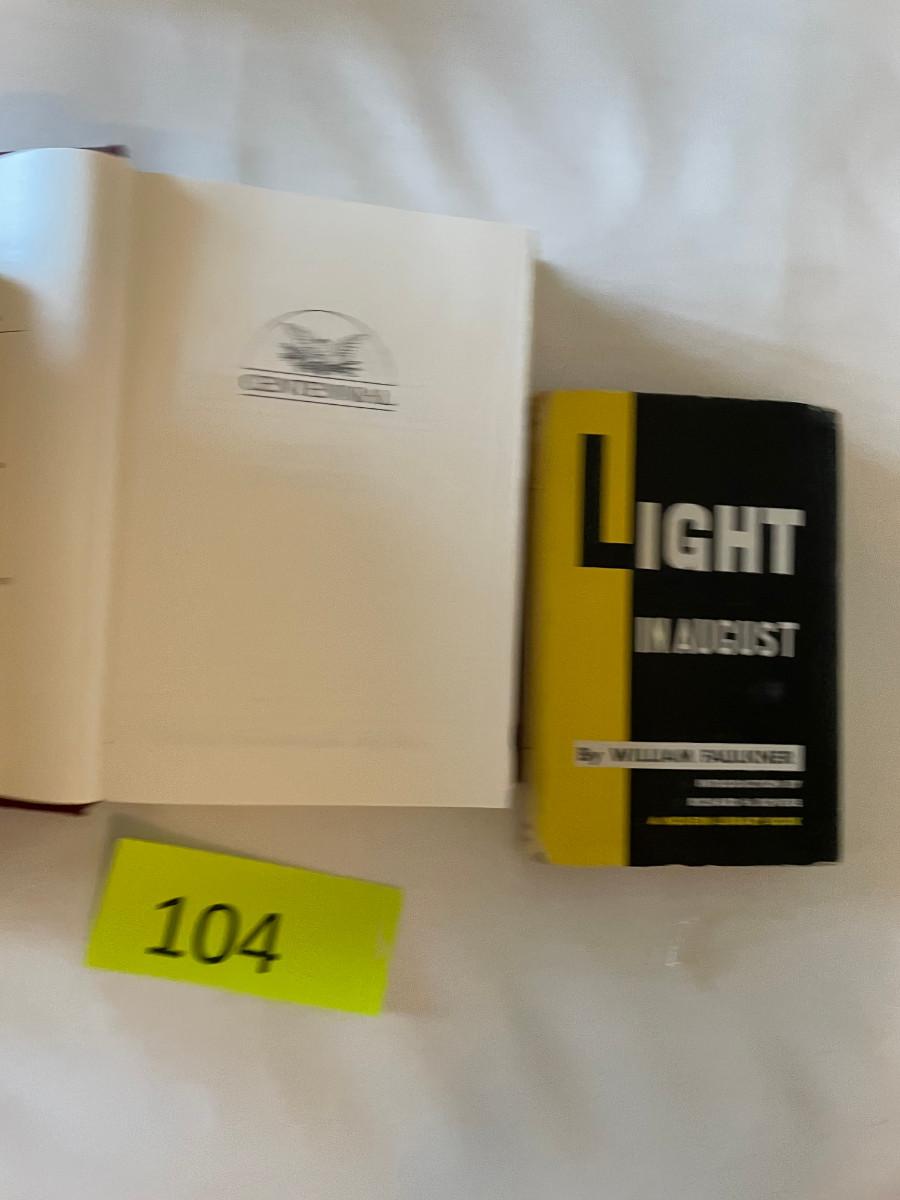 CENTENNIAL
LIGHT
IN AUGUST
By WILLIAM FAULKNER
104